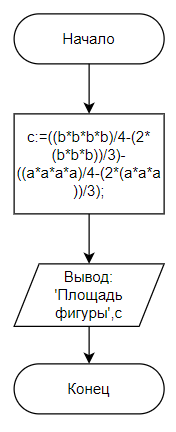 Начало
c:=((b*b*b*b)/4-(2*
(b*b*b))/3)-
((a*a*a*a)/4-(2*(a*a*a
))/3);
Вывод:
'Площадь
фигуры',c
Конец